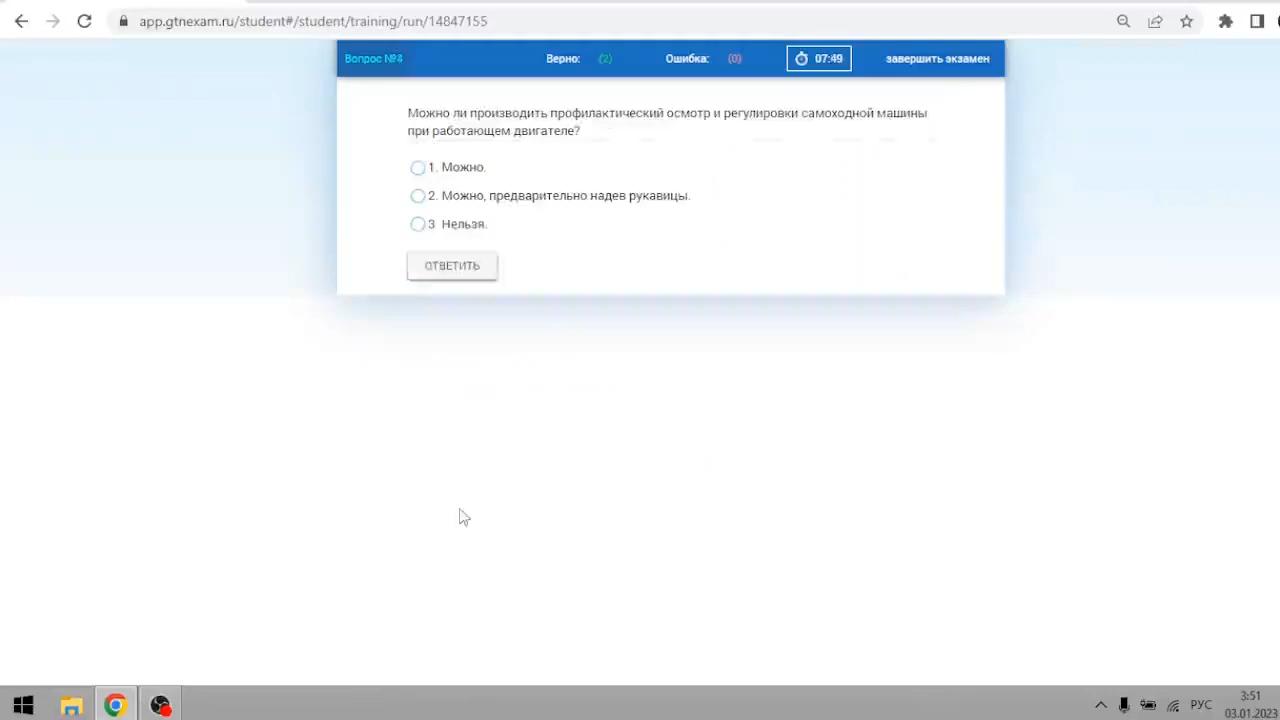 app.gtnexam.ru/student#/student/training/run/14847155
Вопрос №4 Верно: (2) Ошибка: (0) 07:49 завершить экзамен
Можно ли производить профилактический осмотр и регулировки самоходной машины
при работающем двигателе?
1. Можно.
2. Можно, предварительно надев рукавицы.
3 Нельзя.
ОТВЕТИТЬ
РУС
3:51
03.01.2023